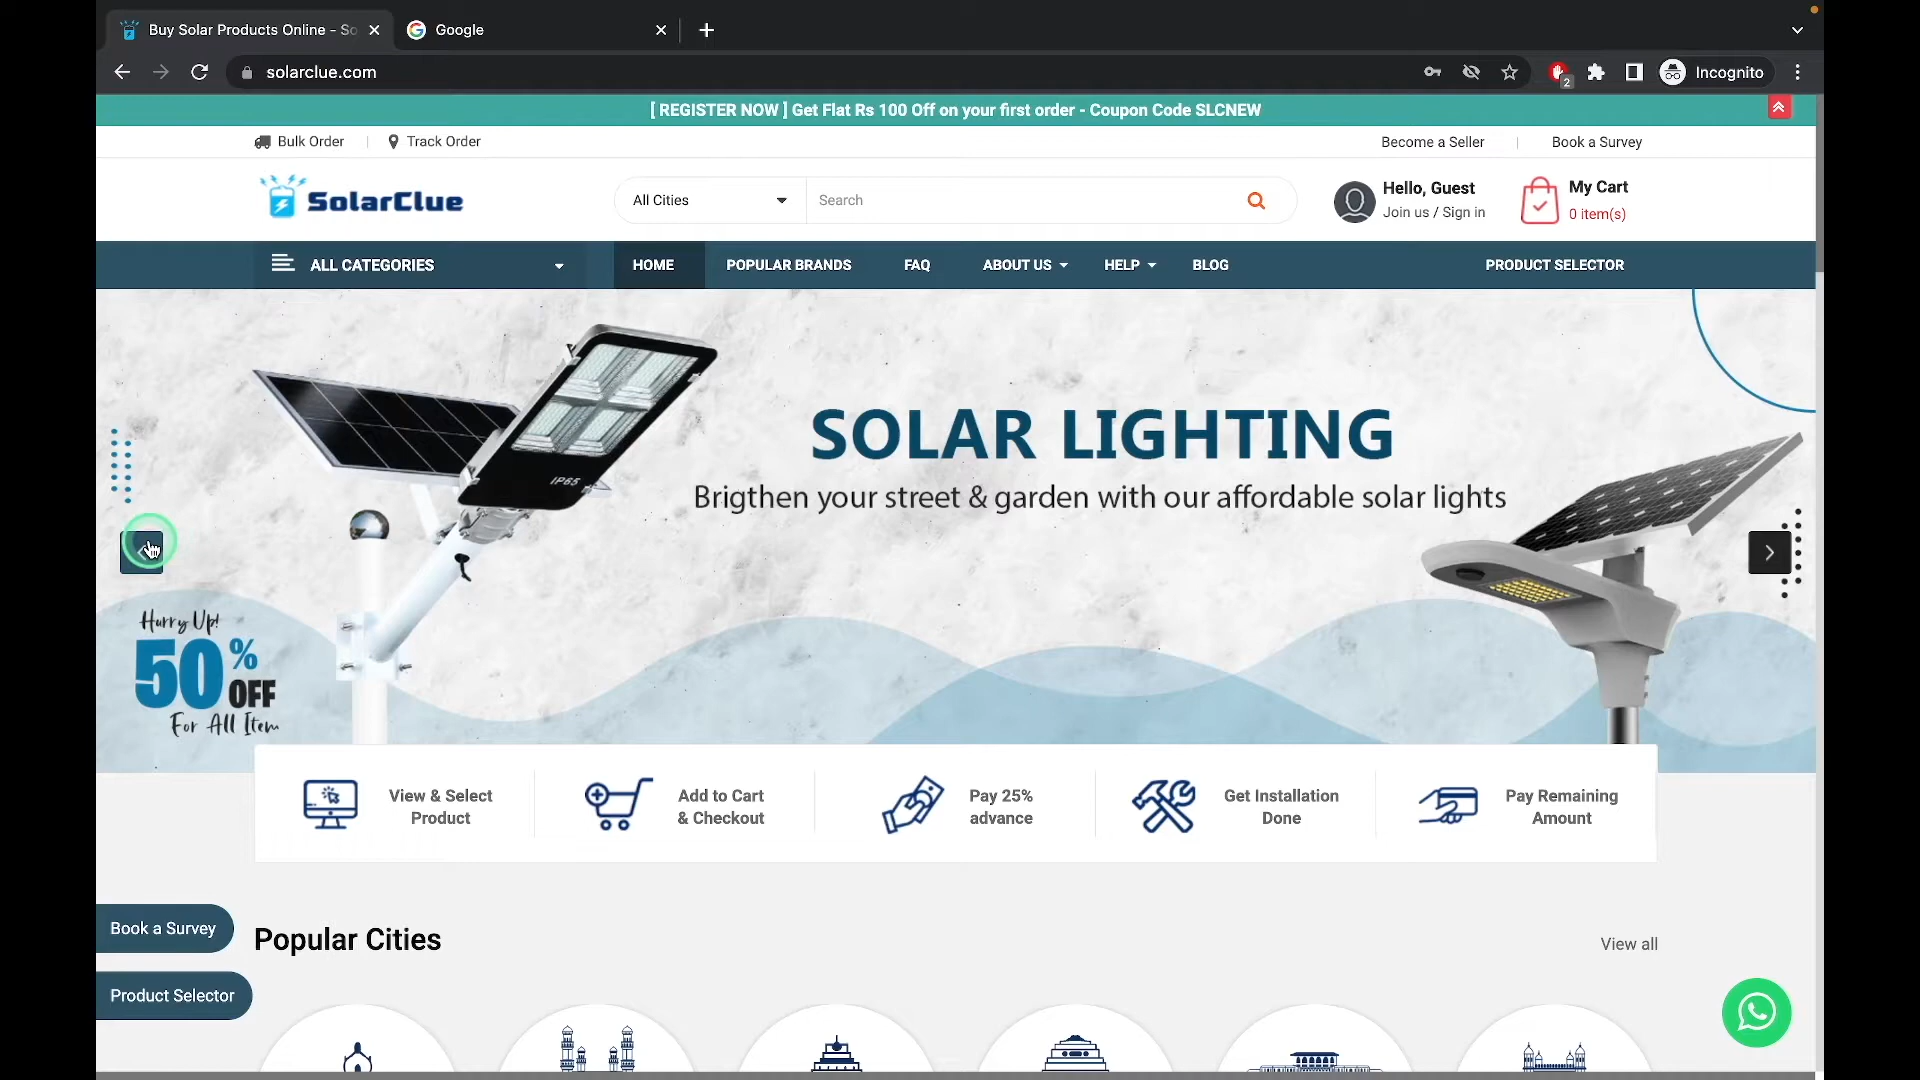 Buy Solar Products Online - So
Google
solarclue.com
2
Incognito
[ REGISTER NOW ] Get Flat Rs 100 Off on your first order - Coupon Code SLCNEW
Bulk Order
Track Order
Become a Seller
Book a Survey
SolarClue
All Cities
Search
Hello, Guest
Join us / Sign in
My Cart
0 item(s)
ALL CATEGORIES
HOME
POPULAR BRANDS
FAQ
ABOUT US
HELP
BLOG
PRODUCT SELECTOR
IP65
SOLAR LIGHTING
Brigthen your street & garden with our affordable solar lights
Hurry Up!
50%
OFF
For All Item
View & Select
Product
Add to Cart
& Checkout
Pay 25%
advance
Get Installation
Done
Pay Remaining
Amount
Book a Survey
Popular Cities
View all
Product Selector